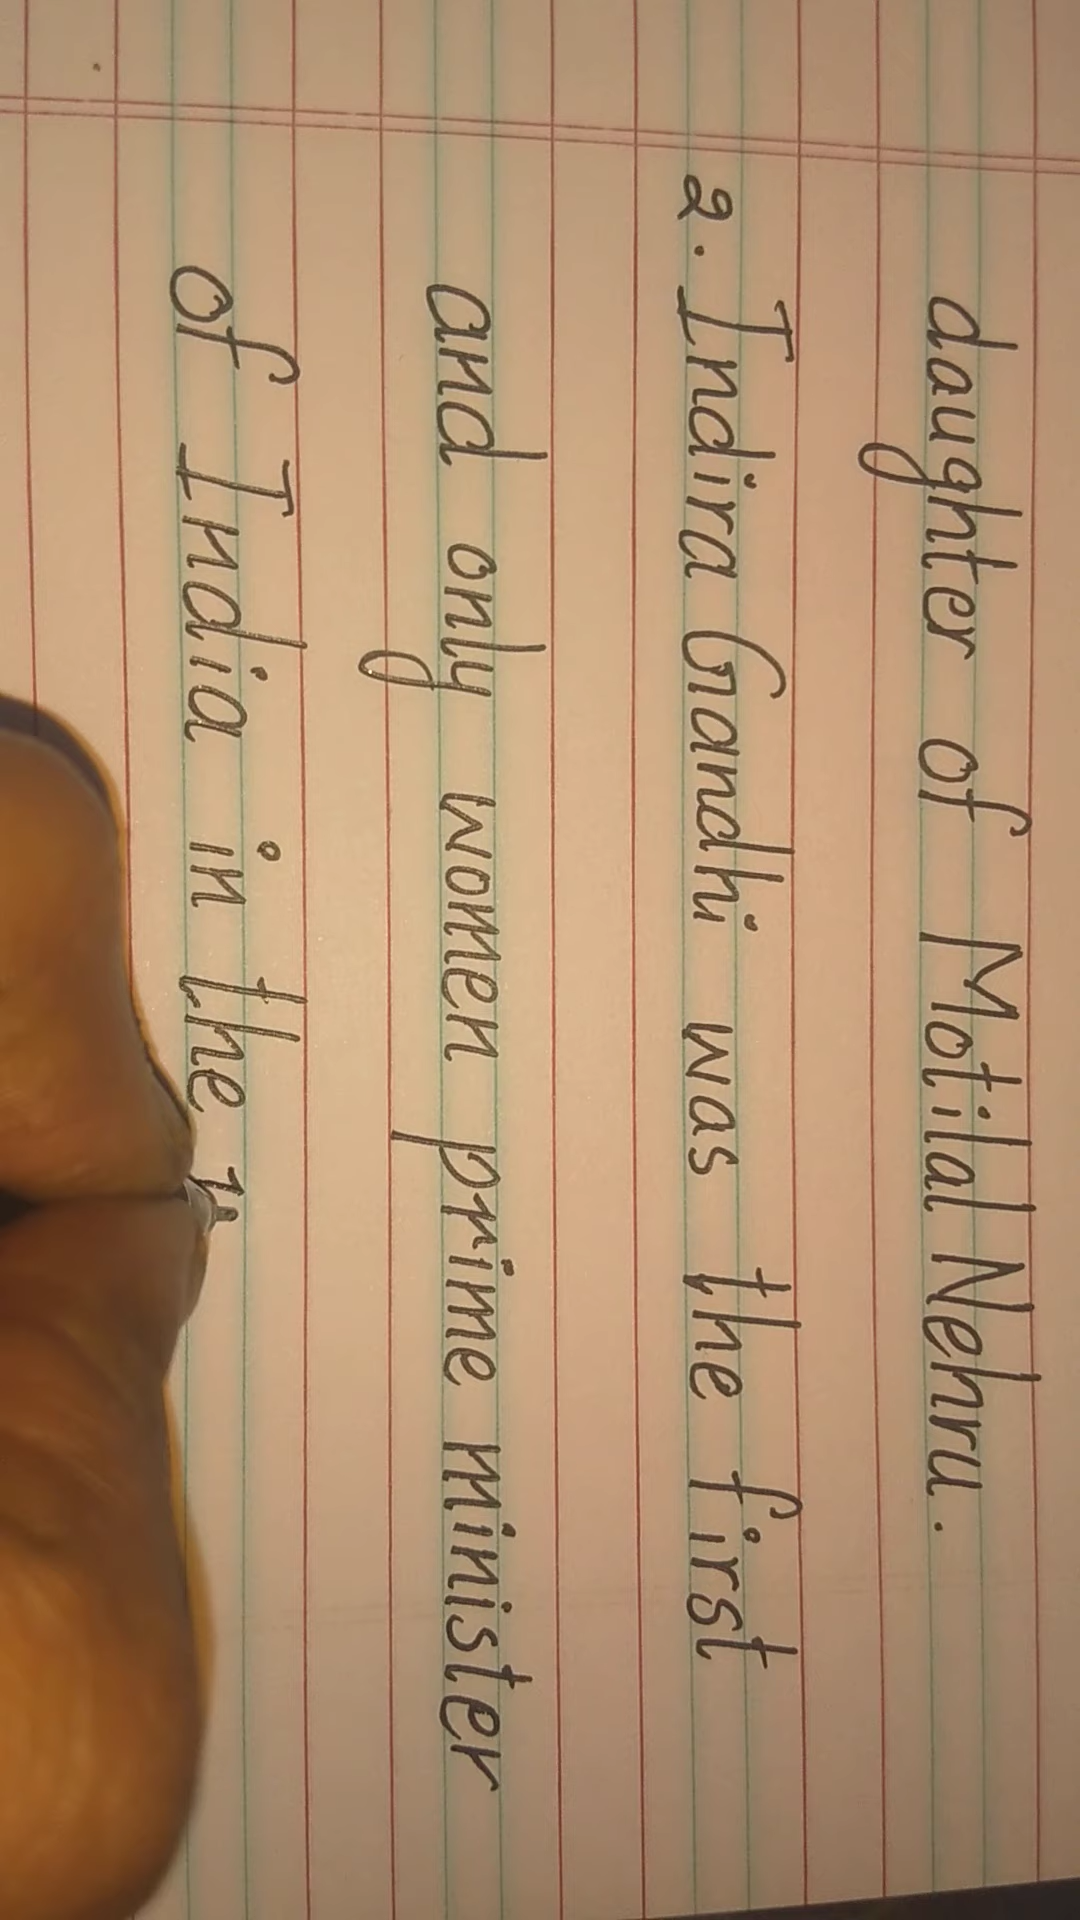 daughter of Motilal Nehru.
2. Indira Gandhi was the first
and only women prime minister
of India in the